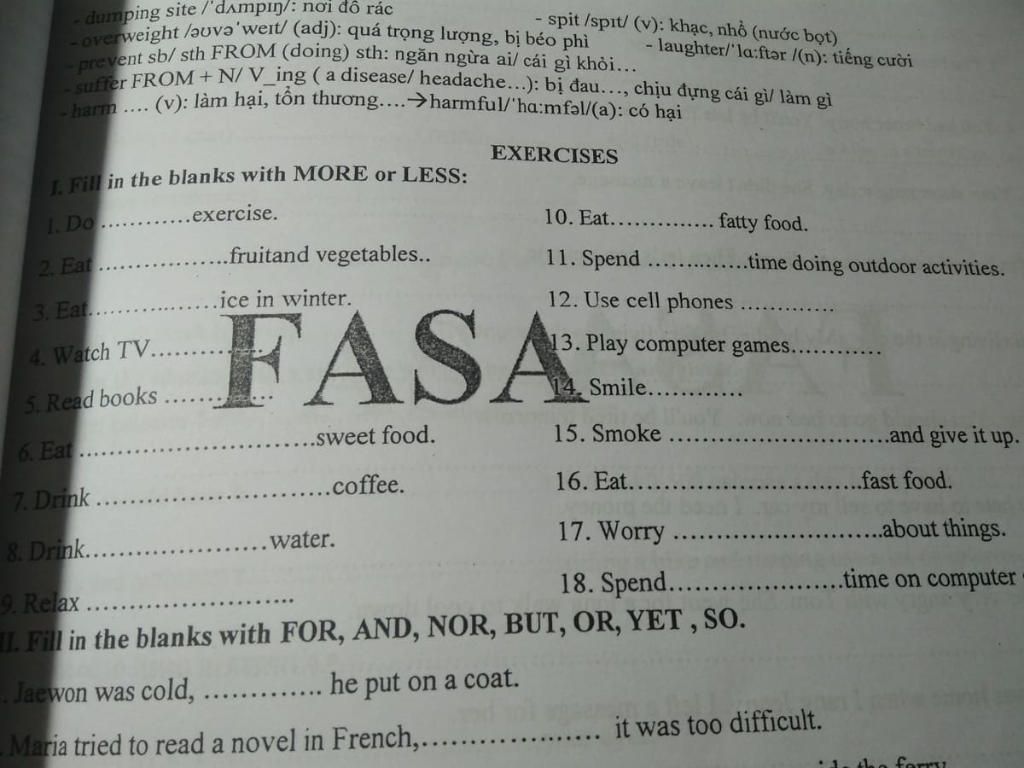 - dumping site /ˈdʌmpɪŋ/: nơi đổ rác
- spit /spɪt/ (v): khạc, nhổ (nước bọt)
- overweight /əʊvəˈweɪt/ (adj): quá trọng lượng, bị béo phì
- laughter/ˈlɑːftər /(n): tiếng cười
- prevent sb/ sth FROM (doing) sth: ngăn ngừa ai/ cái gì khỏi…
- suffer FROM + N/ V_ing ( a disease/ headache…): bị đau…, chịu đựng cái gì/ làm gì
- harm …. (v): làm hại, tổn thương….→harmful/ˈhɑːmfəl/(a): có hại
EXERCISES
I. Fill in the blanks with MORE or LESS:
1. Do …………exercise.
2. Eat ………………fruitand vegetables..
3. Eat………………ice in winter.
4. Watch TV……………
5. Read books ……………
6. Eat …………………………sweet food.
7. Drink …………………………coffee.
8. Drink……………………water.
9. Relax ………………………
10. Eat…………. fatty food.
11. Spend ………….time doing outdoor activities.
12. Use cell phones …………
13. Play computer games…………
14. Smile…………
15. Smoke ………………………and give it up.
16. Eat………………………fast food.
17. Worry ……………………..about things.
18. Spend…………………time on computer
FASA
II. Fill in the blanks with FOR, AND, NOR, BUT, OR, YET , SO.
. Jaewon was cold, …………. he put on a coat.
. Maria tried to read a novel in French,………………… it was too difficult.
the ferry